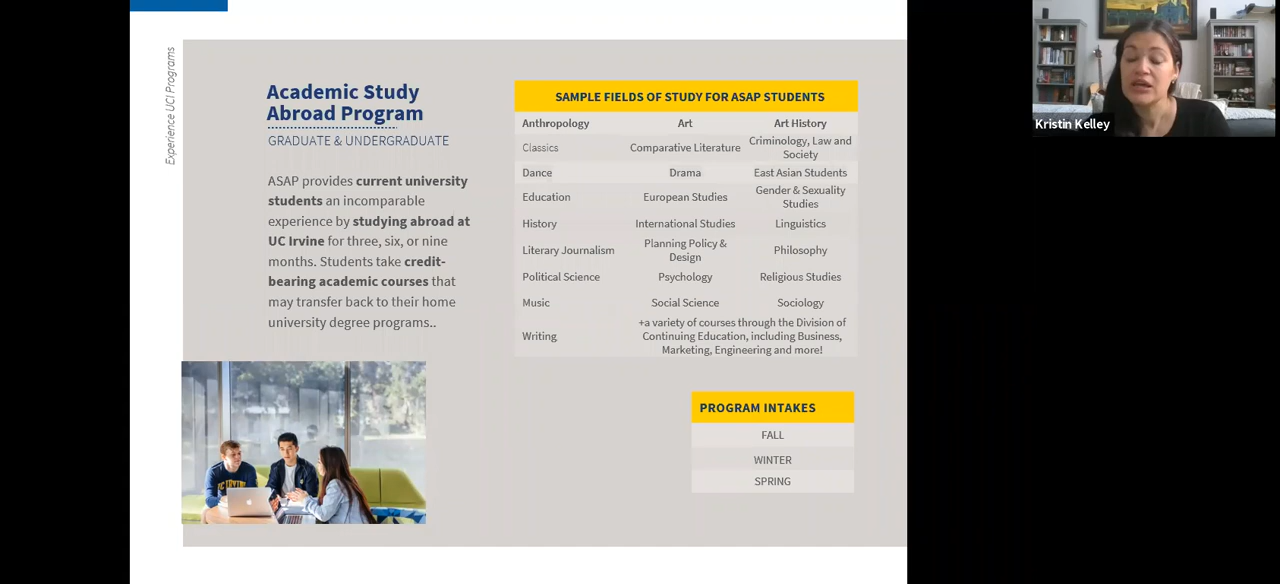 Experience UCI Programs
Academic Study
Abroad Program
GRADUATE & UNDERGRADUATE
ASAP provides current university
students an incomparable
experience by studying abroad at
UC Irvine for three, six, or nine
months. Students take credit-
bearing academic courses that
may transfer back to their home
university degree programs..
UC IRVINE
SAMPLE FIELDS OF STUDY FOR ASAP STUDENTS
Anthropology Art Art History
Classics Comparative Literature Criminology, Law and
Society
Dance Drama East Asian Students
Education European Studies Gender & Sexuality
Studies
History International Studies Linguistics
Literary Journalism Planning Policy &
Design Philosophy
Political Science Psychology Religious Studies
Music Social Science Sociology
Writing +a variety of courses through the Division of
Continuing Education, including Business,
Marketing, Engineering and more!
PROGRAM INTAKES
FALL
WINTER
SPRING
Kristin Kelley